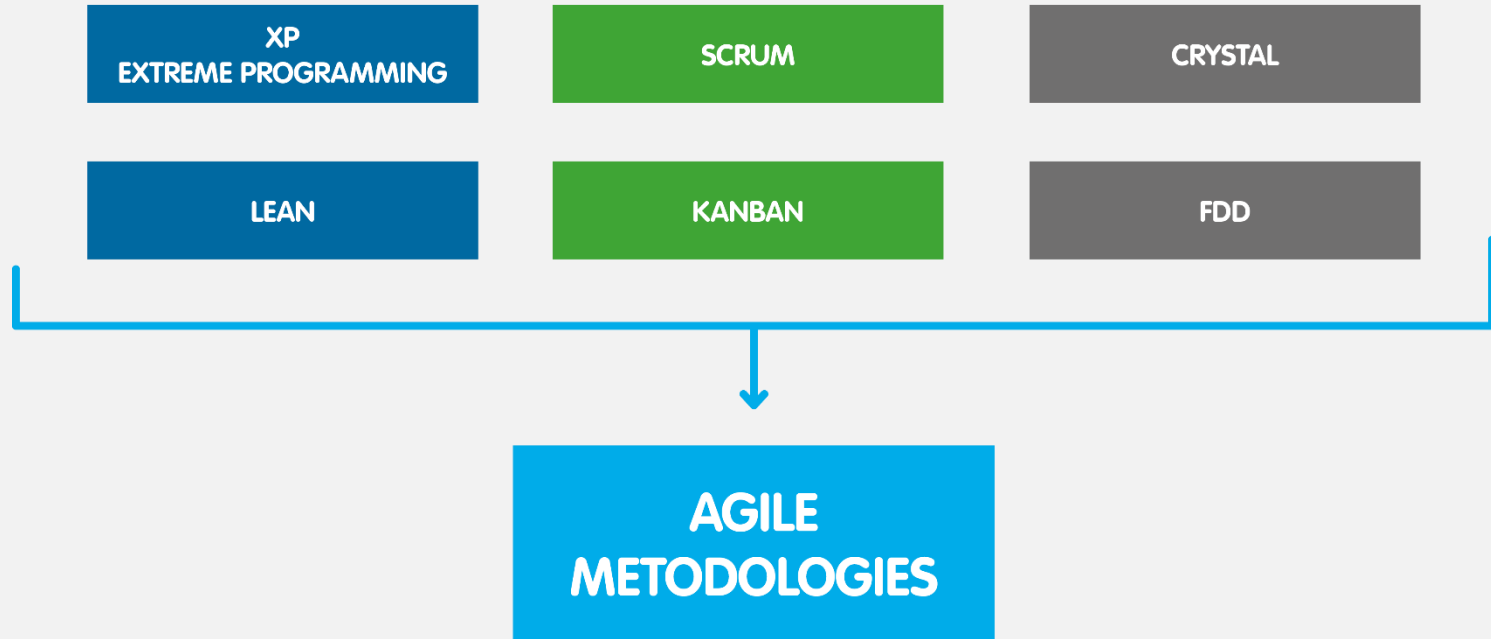 XP
EXTREME PROGRAMMING
SCRUM
CRYSTAL
LEAN
KANBAN
FDD
AGILE
METODOLOGIES